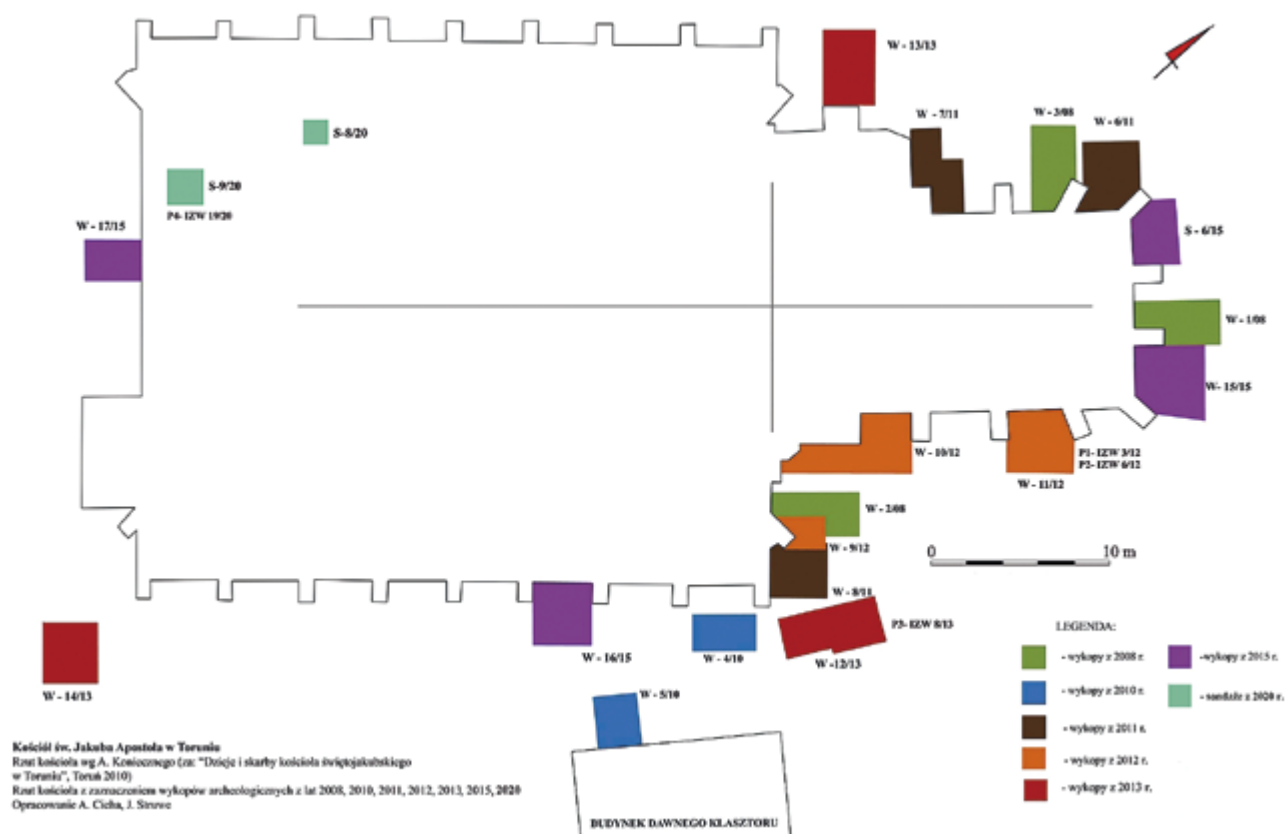 W - 13/13
W - 7/11
W - 3/08
W - 6/11
S-8/20
S-9/20
P4- IZW 19/20
W - 17/15
S - 6/15
W - 1/08
W- 15/15
W - 10/12
P1- IZW 3/12
P2- IZW 6/12
W - 11/12
W - 2/08
W - 9/12
0 10 m
W - 8/11
P3- IZW 8/13
W - 16/15
W - 4/10
W -12/13
W - 14/13
W - 5/10
LEGENDA:
- wykopy z 2008 r.
-wykopy z 2015 r.
- wykopy z 2010 r.
- sondaże z 2020 r.
- wykopy z 2011 r.
- wykopy z 2012 r.
- wykopy z 2013 r.
Kościół św. Jakuba Apostoła w Toruniu
Rzut kościoła wg A. Koniecznego (za: "Dzieje i skarby kościoła świętojakubskiego
w Toruniu", Toruń 2010)
Rzut kościoła z zaznaczeniem wykopów archeologicznych z lat 2008, 2010, 2011, 2012, 2013, 2015, 2020
Opracowanie A. Cicha, J. Struwe
BUDYNEK DAWNEGO KLASZTORU